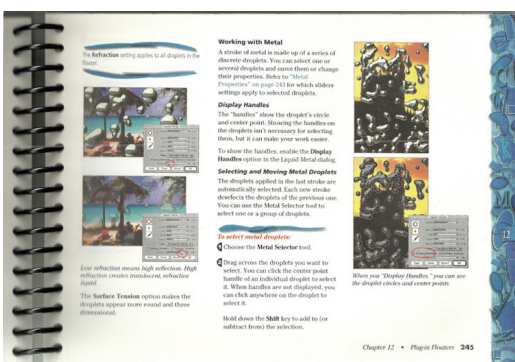 The Refraction setting applies to all droplets in the
floater.
Low refraction means high reflection. High
refraction creates translucent, refractive
liquid.
The Surface Tension option makes the
droplets appear more round and three
dimensional.
Working with Metal
A stroke of metal is made up of a series of
discrete droplets. You can select one or
several droplets and move them or change
their properties. Refer to "Metal
Properties" on page 243 for which sliders
settings apply to selected droplets.
Display Handles
The "handles" show the droplet's circle
and center point. Showing the handles on
the droplets isn't necessary for selecting
them, but it can make your work easier.
To show the handles, enable the Display
Handles option in the Liquid Metal dialog.
Selecting and Moving Metal Droplets
The droplets applied in the last stroke are
automatically selected. Each new stroke
deselects the droplets of the previous one.
You can use the Metal Selector tool to
select one or a group of droplets.
To select metal droplets:
1 Choose the Metal Selector tool.
2 Drag across the droplets you want to
select. You can click the center point
handle of an individual droplet to select
it. When handles are not displayed, you
can click anywhere on the droplet to
select it.
Hold down the Shift key to add to (or
subtract from) the selection.
When you "Display Handles," you can see
the droplet circles and center points.
12
Chapter 12 • Plug-in Floaters 245